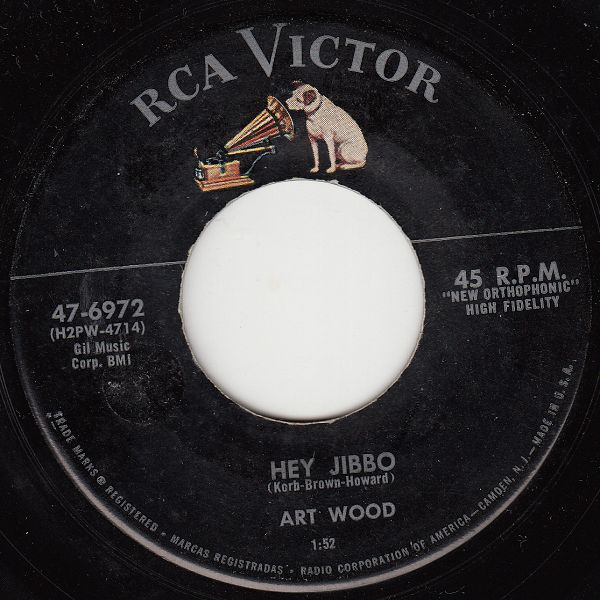 RCA VICTOR
47-6972
(H2PW-4714)
Gil Music
Corp. BMI
45 R.P.M.
"NEW ORTHOPHONIC"
HIGH FIDELITY
HEY JIBBO
(Kerb-Brown-Howard)
ART WOOD
1:52
TRADE MARKS ® REGISTERED • MARCAS REGISTRADAS • RADIO CORPORATION OF AMERICA—CAMDEN, N. J.—MADE IN U.S.A.